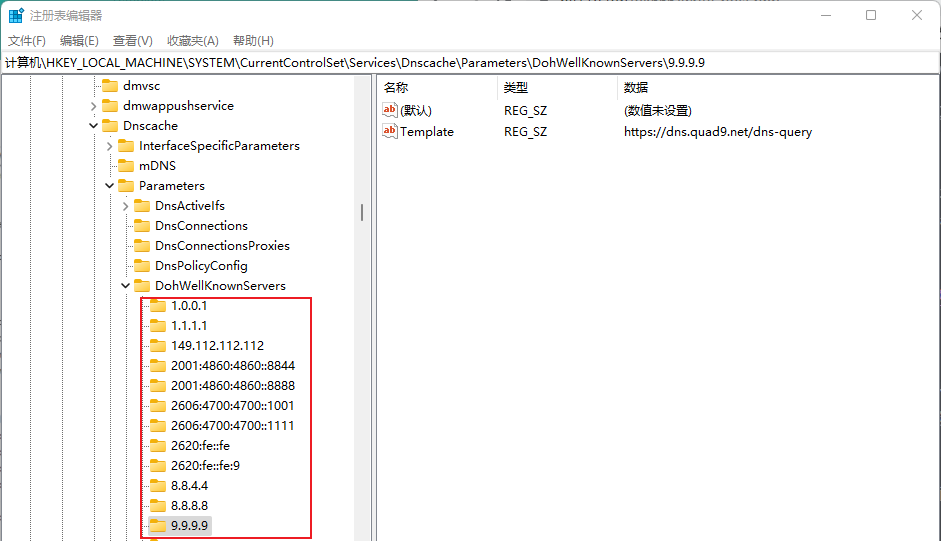 注册表编辑器
文件(F) 编辑(E) 查看(V) 收藏夹(A) 帮助(H)
计算机\HKEY_LOCAL_MACHINE\SYSTEM\CurrentControlSet\Services\Dnscache\Parameters\DohWellKnownServers\9.9.9.9
dmvsc
dmwappushservice
Dnscache
InterfaceSpecificParameters
mDNS
Parameters
DnsActiveIfs
DnsConnections
DnsConnectionsProxies
DnsPolicyConfig
DohWellKnownServers
1.0.0.1
1.1.1.1
149.112.112.112
2001:4860:4860::8844
2001:4860:4860::8888
2606:4700:4700::1001
2606:4700:4700::1111
2620:fe::fe
2620:fe::fe:9
8.8.4.4
8.8.8.8
9.9.9.9
名称 类型 数据
ab (默认) REG_SZ (数值未设置)
ab Template REG_SZ https://dns.quad9.net/dns-query